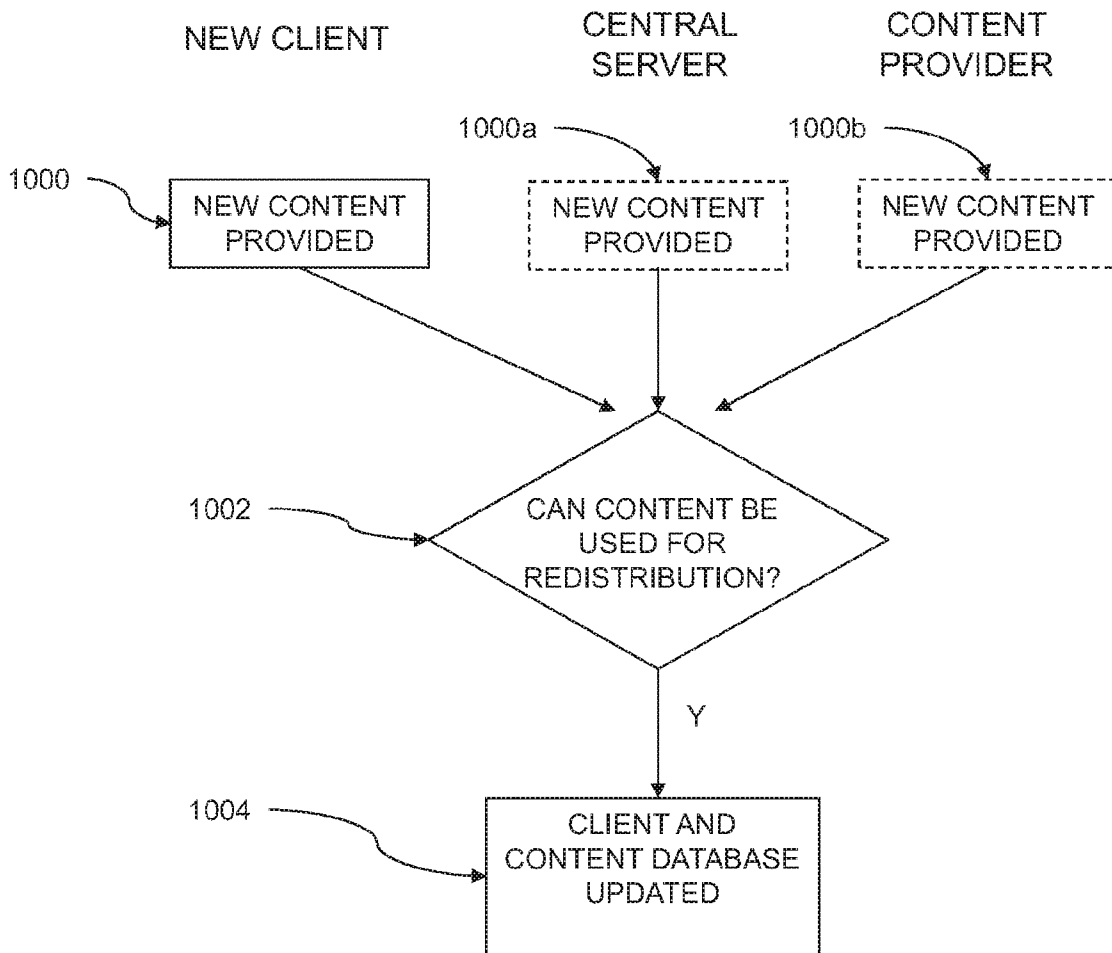 NEW CLIENT
CENTRAL
SERVER
CONTENT
PROVIDER
1000a
1000b
1000
NEW CONTENT
PROVIDED
NEW CONTENT
PROVIDED
NEW CONTENT
PROVIDED
1002
CAN CONTENT BE
USED FOR
REDISTRIBUTION?
Y
1004
CLIENT AND
CONTENT DATABASE
UPDATED